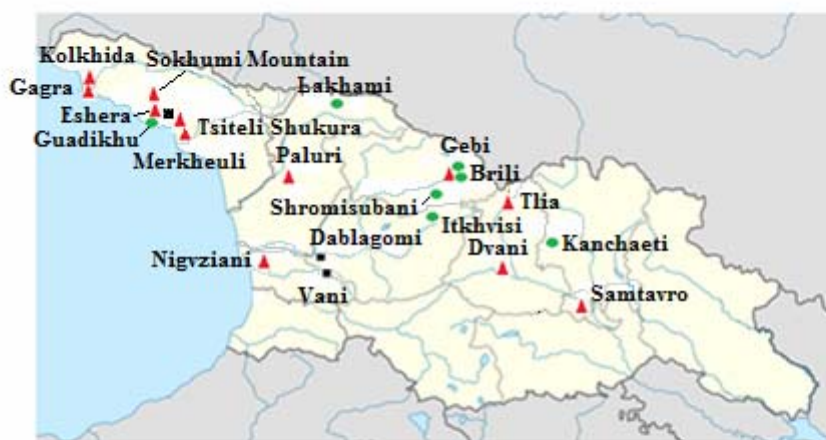 Kolkhida
Sokhumi Mountain
Gagra
Lakhami
Eshera
Guadikhu
Tsiteli Shukura
Gebi
Merkheuli
Paluri
Brili
Shromisubani
Tlia
Itkhvisi
Dablagomi
Kanchaeti
Nigvziani
Dvani
Vani
Samtavro